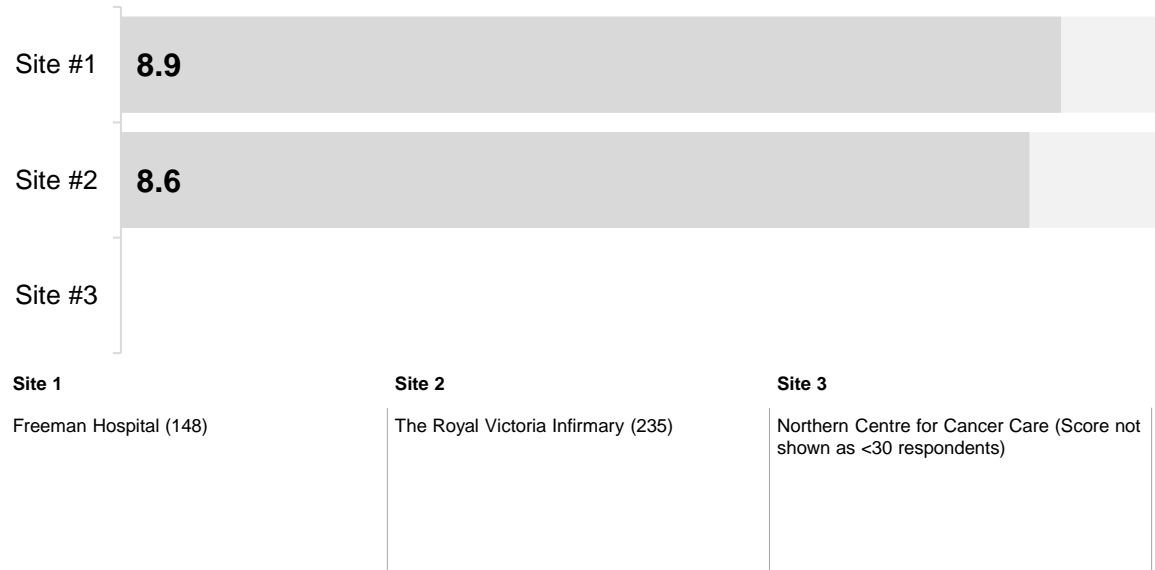 Site #1
8.9
Site #2
8.6
Site #3
Site 1
Site 2
Site 3
Freeman Hospital (148)
The Royal Victoria Infirmary (235)
Northern Centre for Cancer Care (Score not
shown as <30 respondents)